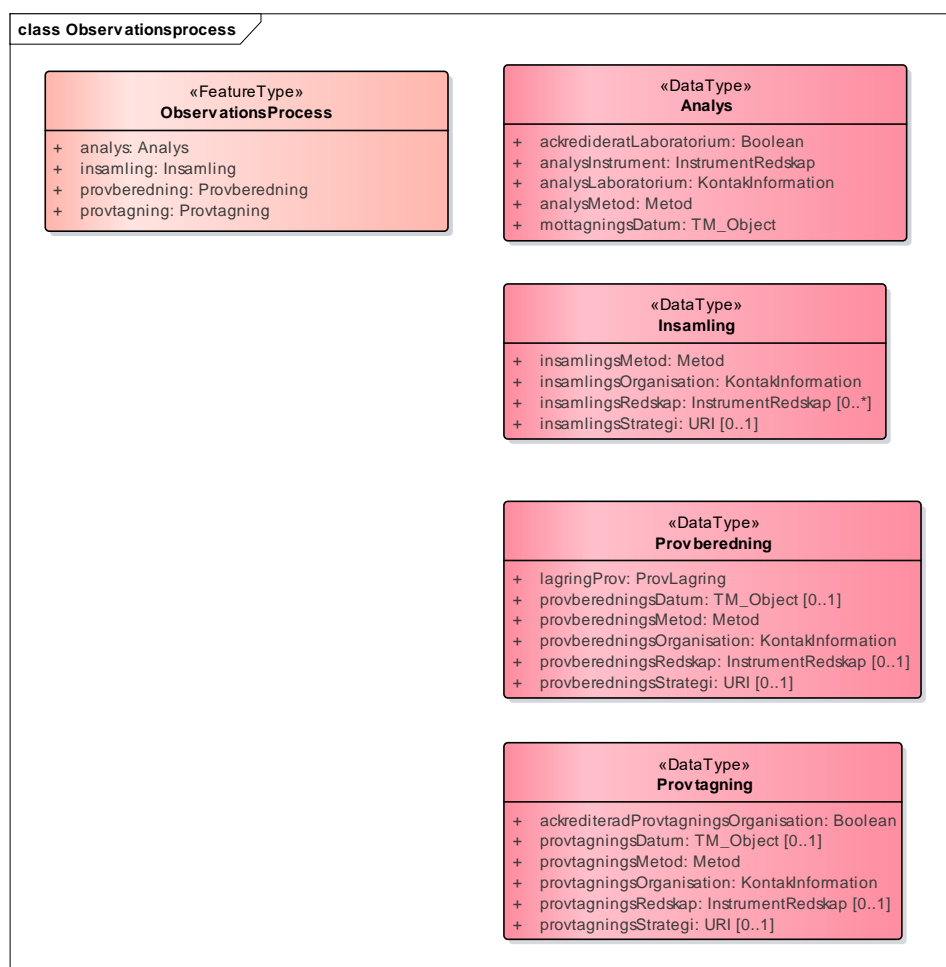 class Observationsprocess
«FeatureType»
ObservationsProcess
+ analys: Analys
+ insamling: Insamling
+ provberedning: Provberedning
+ provtagning: Provtagning
«DataType»
Analys
+ ackredideratLaboratorium: Boolean
+ analysInstrument: InstrumentRedskap
+ analysLaboratorium: KontakInformation
+ analysMetod: Metod
+ mottagningsDatum: TM_Object
«DataType»
Insamling
+ insamlingsMetod: Metod
+ insamlingsOrganisation: KontakInformation
+ insamlingsRedskap: InstrumentRedskap [0..*]
+ insamlingsStrategi: URI [0..1]
«DataType»
Provberedning
+ lagringProv: ProvLagring
+ provberedningsDatum: TM_Object [0..1]
+ provberedningsMetod: Metod
+ provberedningsOrganisation: KontakInformation
+ provberedningsRedskap: InstrumentRedskap [0..1]
+ provberedningsStrategi: URI [0..1]
«DataType»
Provtagning
+ ackrediteradProvtagningsOrganisation: Boolean
+ provtagningsDatum: TM_Object [0..1]
+ provtagningsMetod: Metod
+ provtagningsOrganisation: KontakInformation
+ provtagningsRedskap: InstrumentRedskap [0..1]
+ provtagningsStrategi: URI [0..1]